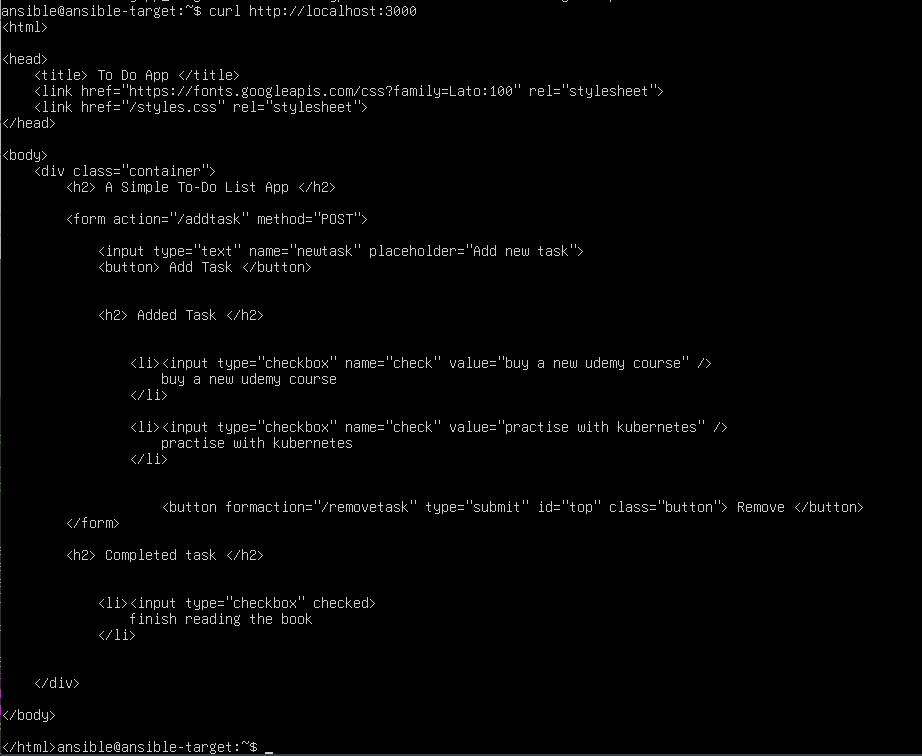 ansible@ansible-target:~$ curl http://localhost:3000
<html>
<head>
<title> To Do App </title>
<link href="https://fonts.googleapis.com/css?family=Lato:100" rel="stylesheet">
<link href="/styles.css" rel="stylesheet">
</head>
<body>
<div class="container">
<h2> A Simple To-Do List App </h2>
<form action="/addtask" method="POST">
<input type="text" name="newtask" placeholder="Add new task">
<button> Add Task </button>
<h2> Added Task </h2>
<li><input type="checkbox" name="check" value="buy a new udemy course" />
buy a new udemy course
</li>
<li><input type="checkbox" name="check" value="practise with kubernetes" />
practise with kubernetes
</li>
<button formaction="/removetask" type="submit" id="top" class="button"> Remove </button>
</form>
<h2> Completed task </h2>
<li><input type="checkbox" checked>
finish reading the book
</li>
</div>
</body>
</html>ansible@ansible-target:~$ _